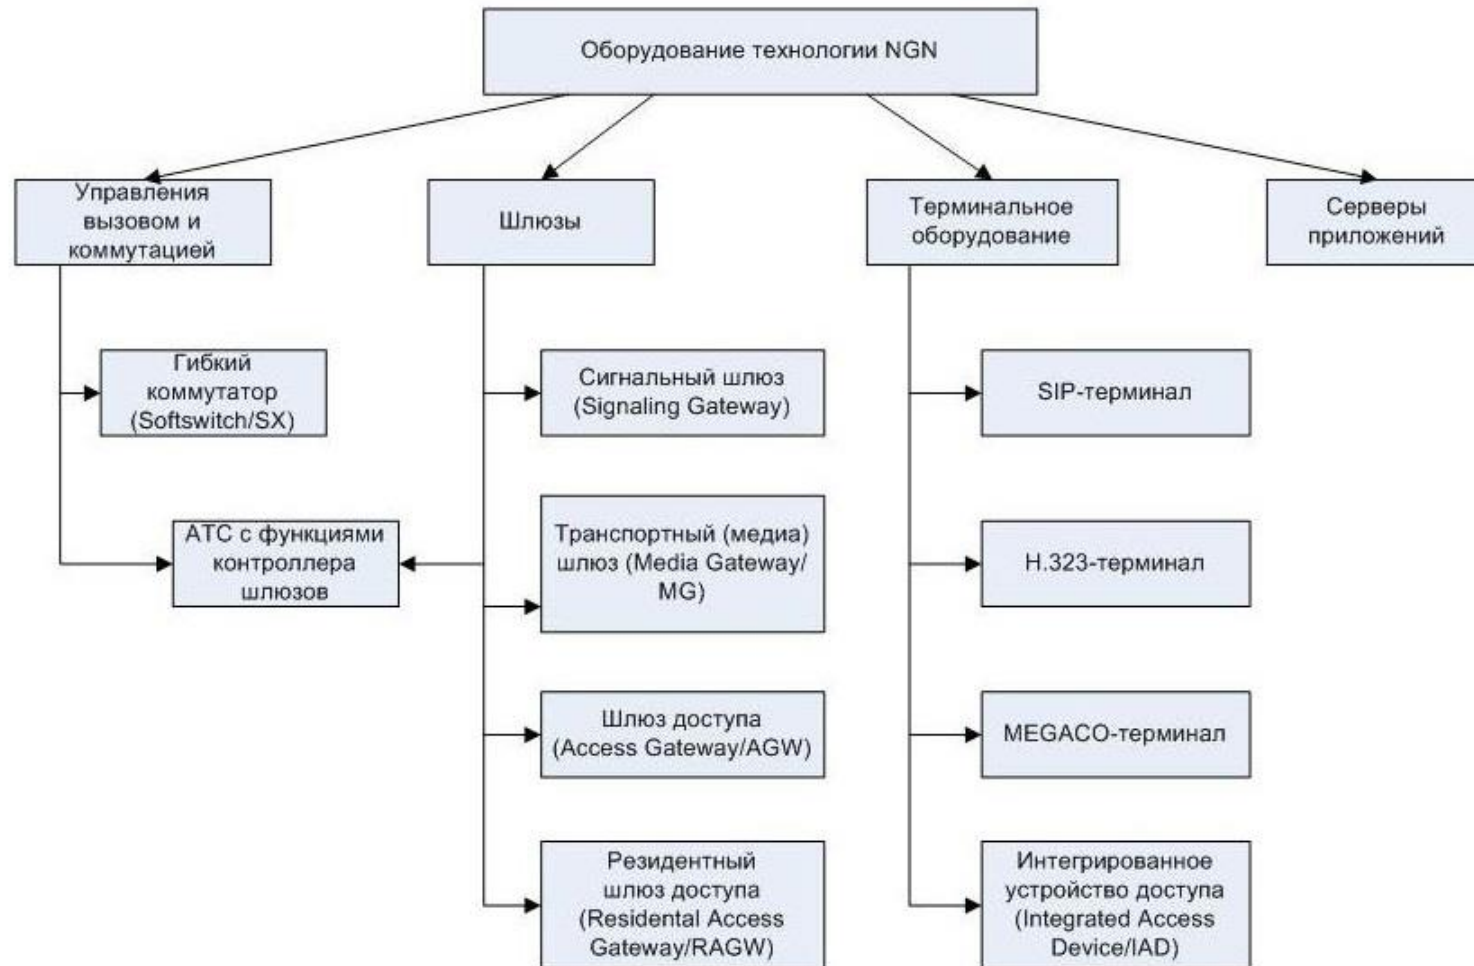 Оборудование технологии NGN
Управления
вызовом и
коммутацией
Шлюзы
Терминальное
оборудование
Серверы
приложений
Гибкий
коммутатор
(Softswitch/SX)
Сигнальный шлюз
(Signaling Gateway)
SIP-терминал
АТС с функциями
контроллера
шлюзов
Транспортный (медиа)
шлюз (Media Gateway/
MG)
H.323-терминал
Шлюз доступа
(Access Gateway/AGW)
MEGACO-терминал
Резидентный
шлюз доступа
(Residental Access
Gateway/RAGW)
Интегрированное
устройство доступа
(Integrated Access
Device/IAD)